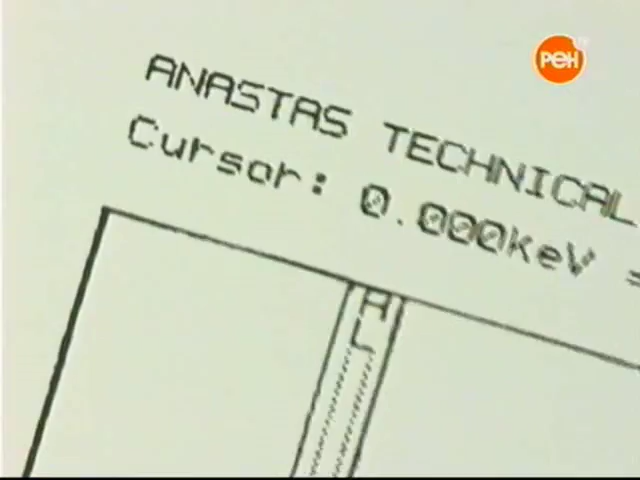 РЕН
ANASTAS TECHNICAL
Cursor: 0.000keV =
AL